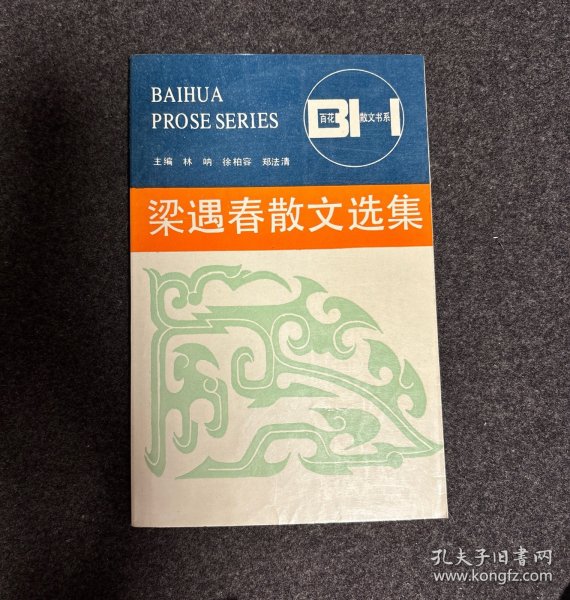 BAIHUA
PROSE SERIES
BH
百花 散文书系
主编 林 呐 徐柏容 郑法清
梁遇春散文选集
孔夫子旧书网
www.kongfz.com